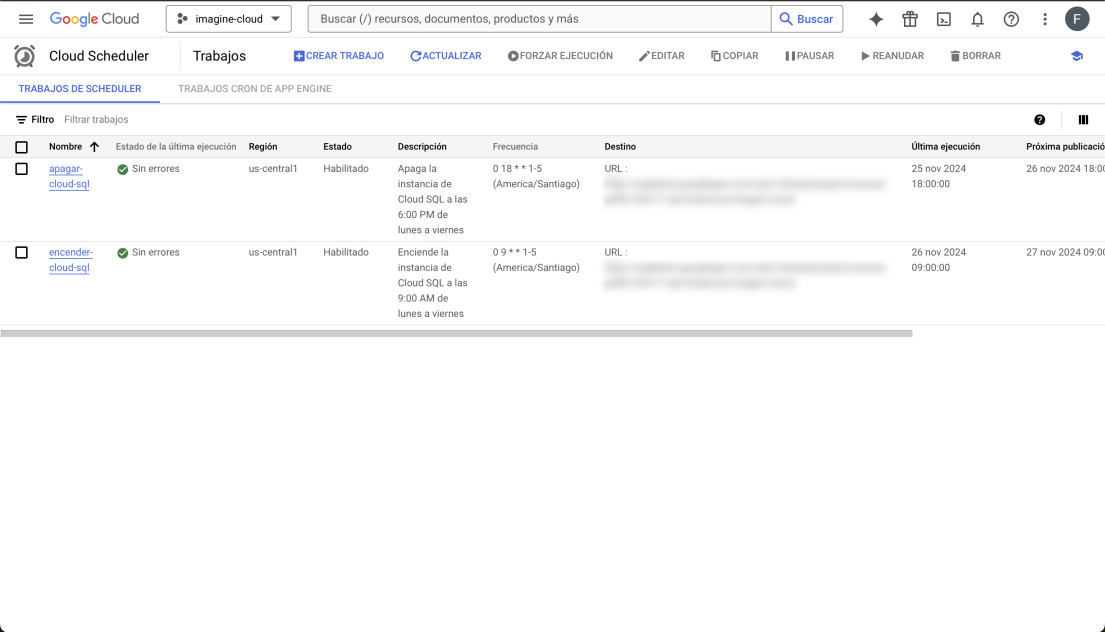 Google Cloud
imagine-cloud
Buscar (/) recursos, documentos, productos y más
Buscar
F
Cloud Scheduler
Trabajos
CREAR TRABAJO
ACTUALIZAR
FORZAR EJECUCIÓN
EDITAR
COPIAR
PAUSAR
REANUDAR
BORRAR
TRABAJOS DE SCHEDULER
TRABAJOS CRON DE APP ENGINE
Filtro Filtrar trabajos
Nombre Estado de la última ejecución Región Estado Descripción Frecuencia Destino Última ejecución Próxima publicació
apagar-
cloud-sql
Sin errores
us-central1
Habilitado
Apaga la
instancia de
Cloud SQL a las
6:00 PM de
lunes a viernes
0 18 * * 1-5
(America/Santiago)
URL :
25 nov 2024
18:00:00
26 nov 2024 18:00
encender-
cloud-sql
Sin errores
us-central1
Habilitado
Enciende la
instancia de
Cloud SQL a las
9:00 AM de
lunes a viernes
0 9 * * 1-5
(America/Santiago)
URL :
26 nov 2024
09:00:00
27 nov 2024 09:00